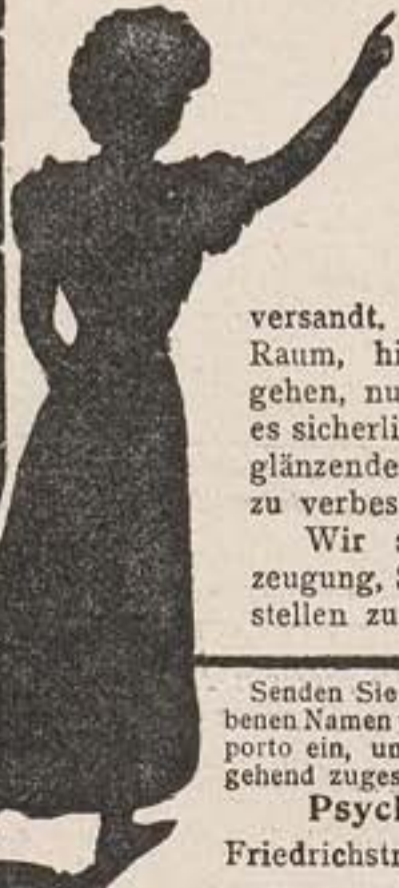 versandt.
Raum, hi
gehen, nu
es sicherli
glänzende
zu verbes
Wir s
zeugung, S
stellen zu
Senden Sie
benen Namen
porto ein, un
gehend zuges
Psych
Friedrichstr